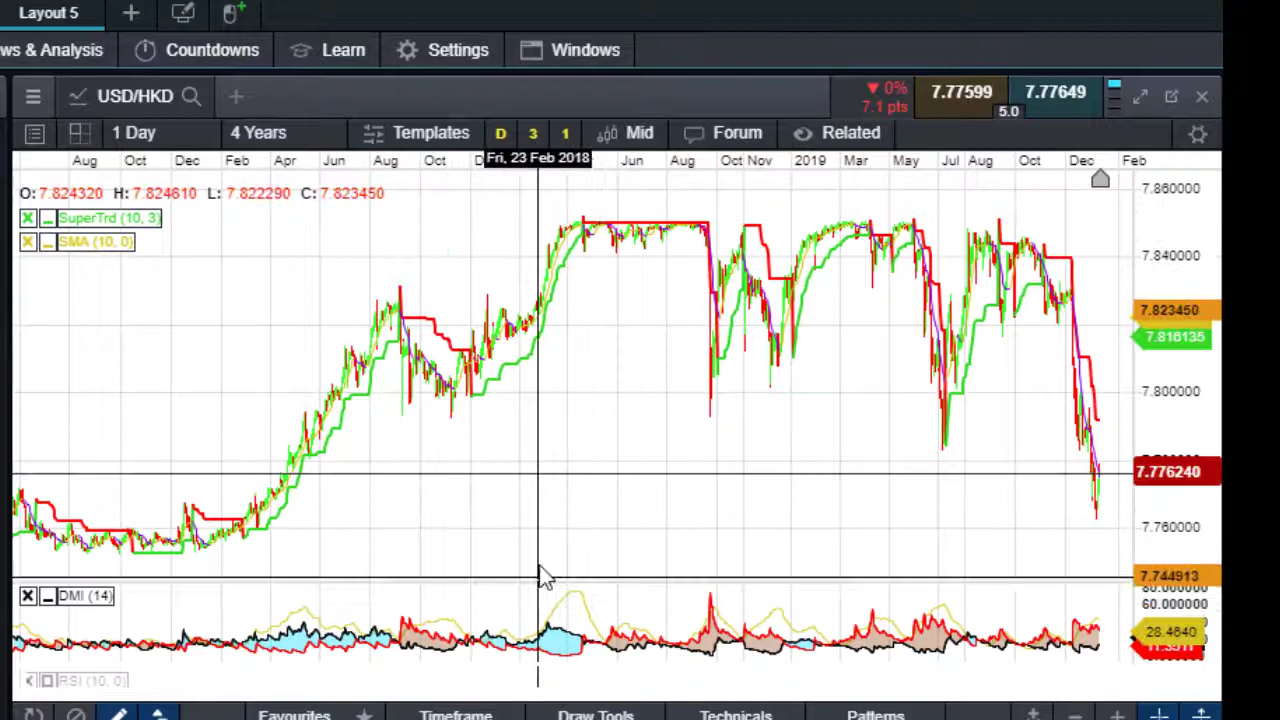 Layout 5
ws & Analysis Countdowns Learn Settings Windows
USD/HKD 0% 7.1 pts 7.77599 5.0 7.77649
1 Day 4 Years Templates D 3 1 Mid Forum Related
Aug Oct Dec Feb Apr Jun Aug Oct D Fri, 23 Feb 2018 Jun Aug Oct Nov 2019 Mar May Jul Aug Oct Dec Feb
O: 7.824320 H: 7.824610 L: 7.822290 C: 7.823450
SuperTrd (10, 3)
SMA (10, 0)
7.860000
7.840000
7.823450
7.816135
7.800000
7.776240
7.760000
7.744913
DMI (14)
60.000000
28.4640
RSI (10, 0)
Favourites Timeframe Draw Tools Technicals Patterns